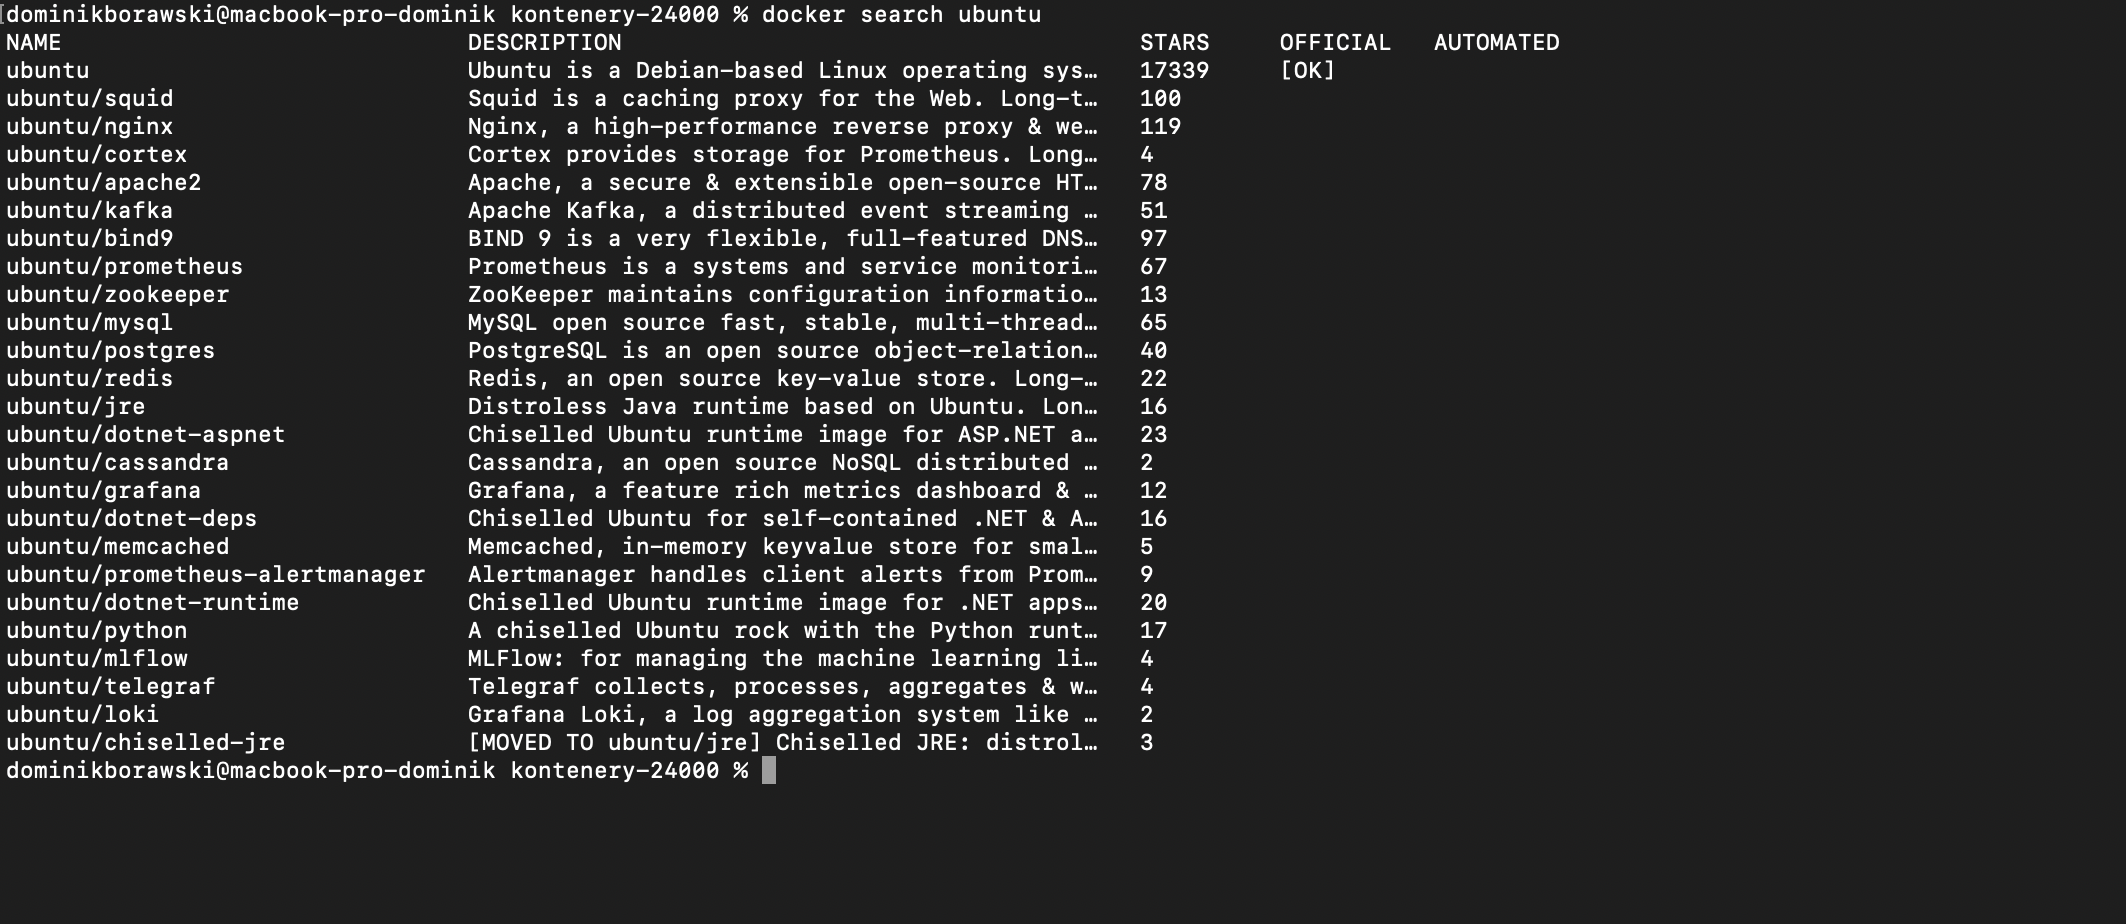 dominikborawski@macbook-pro-dominik kontenery-24000 % docker search ubuntu
NAME DESCRIPTION STARS OFFICIAL AUTOMATED
ubuntu Ubuntu is a Debian-based Linux operating sys… 17339 [OK]
ubuntu/squid Squid is a caching proxy for the Web. Long-t… 100
ubuntu/nginx Nginx, a high-performance reverse proxy & we… 119
ubuntu/cortex Cortex provides storage for Prometheus. Long… 4
ubuntu/apache2 Apache, a secure & extensible open-source HT… 78
ubuntu/kafka Apache Kafka, a distributed event streaming … 51
ubuntu/bind9 BIND 9 is a very flexible, full-featured DNS… 97
ubuntu/prometheus Prometheus is a systems and service monitori… 67
ubuntu/zookeeper ZooKeeper maintains configuration informatio… 13
ubuntu/mysql MySQL open source fast, stable, multi-thread… 65
ubuntu/postgres PostgreSQL is an open source object-relation… 40
ubuntu/redis Redis, an open source key-value store. Long-… 22
ubuntu/jre Distroless Java runtime based on Ubuntu. Lon… 16
ubuntu/dotnet-aspnet Chiselled Ubuntu runtime image for ASP.NET a… 23
ubuntu/cassandra Cassandra, an open source NoSQL distributed … 2
ubuntu/grafana Grafana, a feature rich metrics dashboard & … 12
ubuntu/dotnet-deps Chiselled Ubuntu for self-contained .NET & A… 16
ubuntu/memcached Memcached, in-memory keyvalue store for smal… 5
ubuntu/prometheus-alertmanager Alertmanager handles client alerts from Prom… 9
ubuntu/dotnet-runtime Chiselled Ubuntu runtime image for .NET apps… 20
ubuntu/python A chiselled Ubuntu rock with the Python runt… 17
ubuntu/mlflow MLFlow: for managing the machine learning li… 4
ubuntu/telegraf Telegraf collects, processes, aggregates & w… 4
ubuntu/loki Grafana Loki, a log aggregation system like … 2
ubuntu/chiselled-jre [MOVED TO ubuntu/jre] Chiselled JRE: distrol… 3
dominikborawski@macbook-pro-dominik kontenery-24000 %